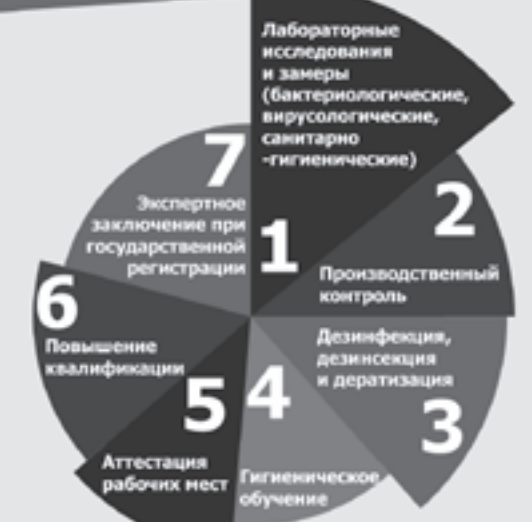 Лабораторные
исследования
и замеры
(бактериологические,
вирусологические,
санитарно
-гигиенические)
1
2
Производственный
контроль
Дезинфекция,
дезинсекция
и дератизация
3
4
Гигиеническое
обучение
5
Аттестация
рабочих мест
6
Повышение
квалификации
7
Экспертное
заключение при
государственной
регистрации